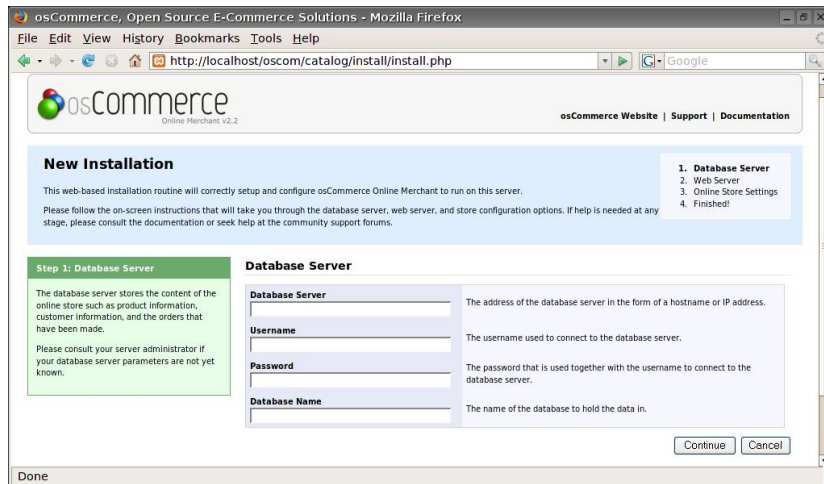 osCommerce, Open Source E-Commerce Solutions - Mozilla Firefox
File Edit View History Bookmarks Tools Help
http://localhost/oscom/catalog/install/install.php
G Google
osCommerce
Online Merchant v2.2
osCommerce Website | Support | Documentation
New Installation
This web-based installation routine will correctly setup and configure osCommerce Online Merchant to run on this server.
Please follow the on-screen instructions that will take you through the database server, web server, and store configuration options. If help is needed at any
stage, please consult the documentation or seek help at the community support forums.
1. Database Server
2. Web Server
3. Online Store Settings
4. Finished!
Step 1: Database Server
The database server stores the content of the
online store such as product information,
customer information, and the orders that
have been made.
Please consult your server administrator if
your database server parameters are not yet
known.
Database Server
Database Server
The address of the database server in the form of a hostname or IP address.
Username
The username used to connect to the database server.
Password
The password that is used together with the username to connect to the
database server.
Database Name
The name of the database to hold the data in.
Continue Cancel
Done